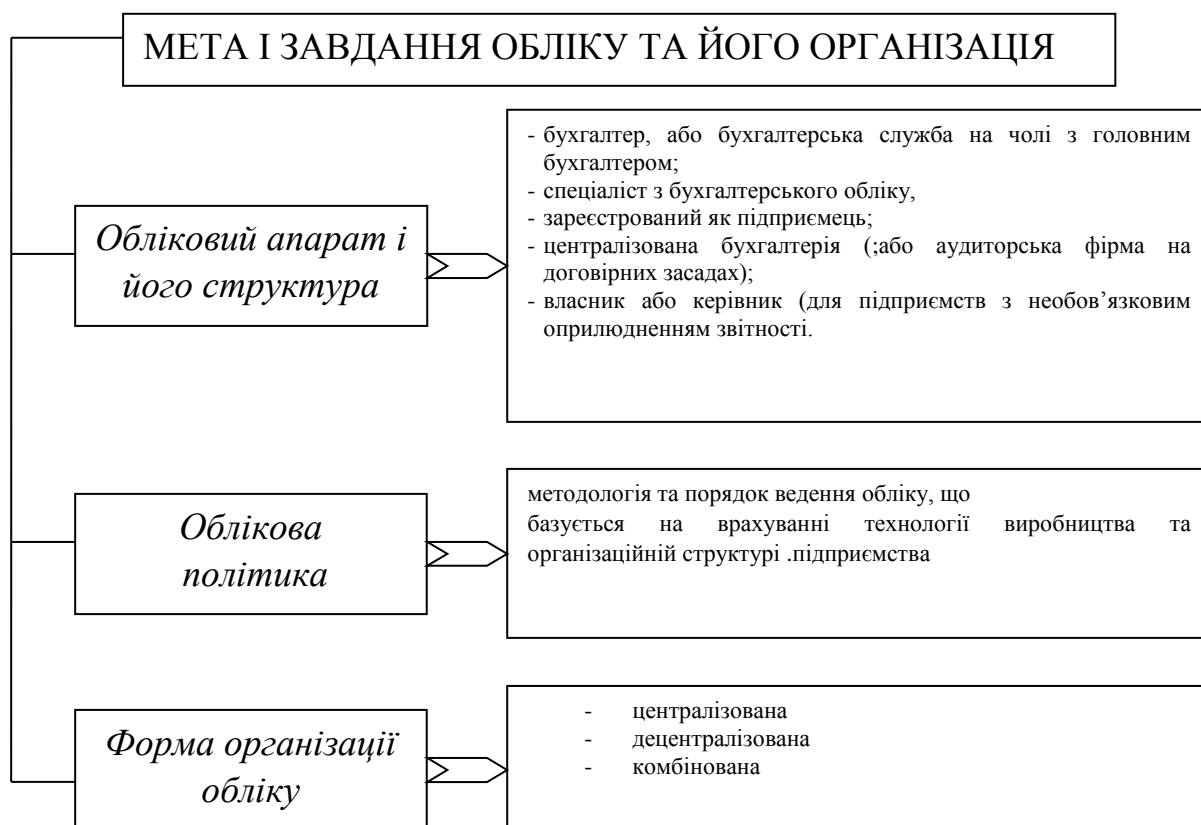 МЕТА І ЗАВДАННЯ ОБЛІКУ ТА ЙОГО ОРГАНІЗАЦІЯ
Обліковий апарат і
його структура
- бухгалтер, або бухгалтерська служба на чолі з головним
бухгалтером;
- спеціаліст з бухгалтерського обліку,
- зареєстрований як підприємець;
- централізована бухгалтерія (;або аудиторська фірма на
договірних засадах);
- власник або керівник (для підприємств з необов’язковим
оприлюдненням звітності.
Облікова
політика
методологія та порядок ведення обліку, що
базується на врахуванні технології виробництва та
організаційній структурі .підприємства
Форма організації
обліку
- централізована
- децентралізована
- комбінована